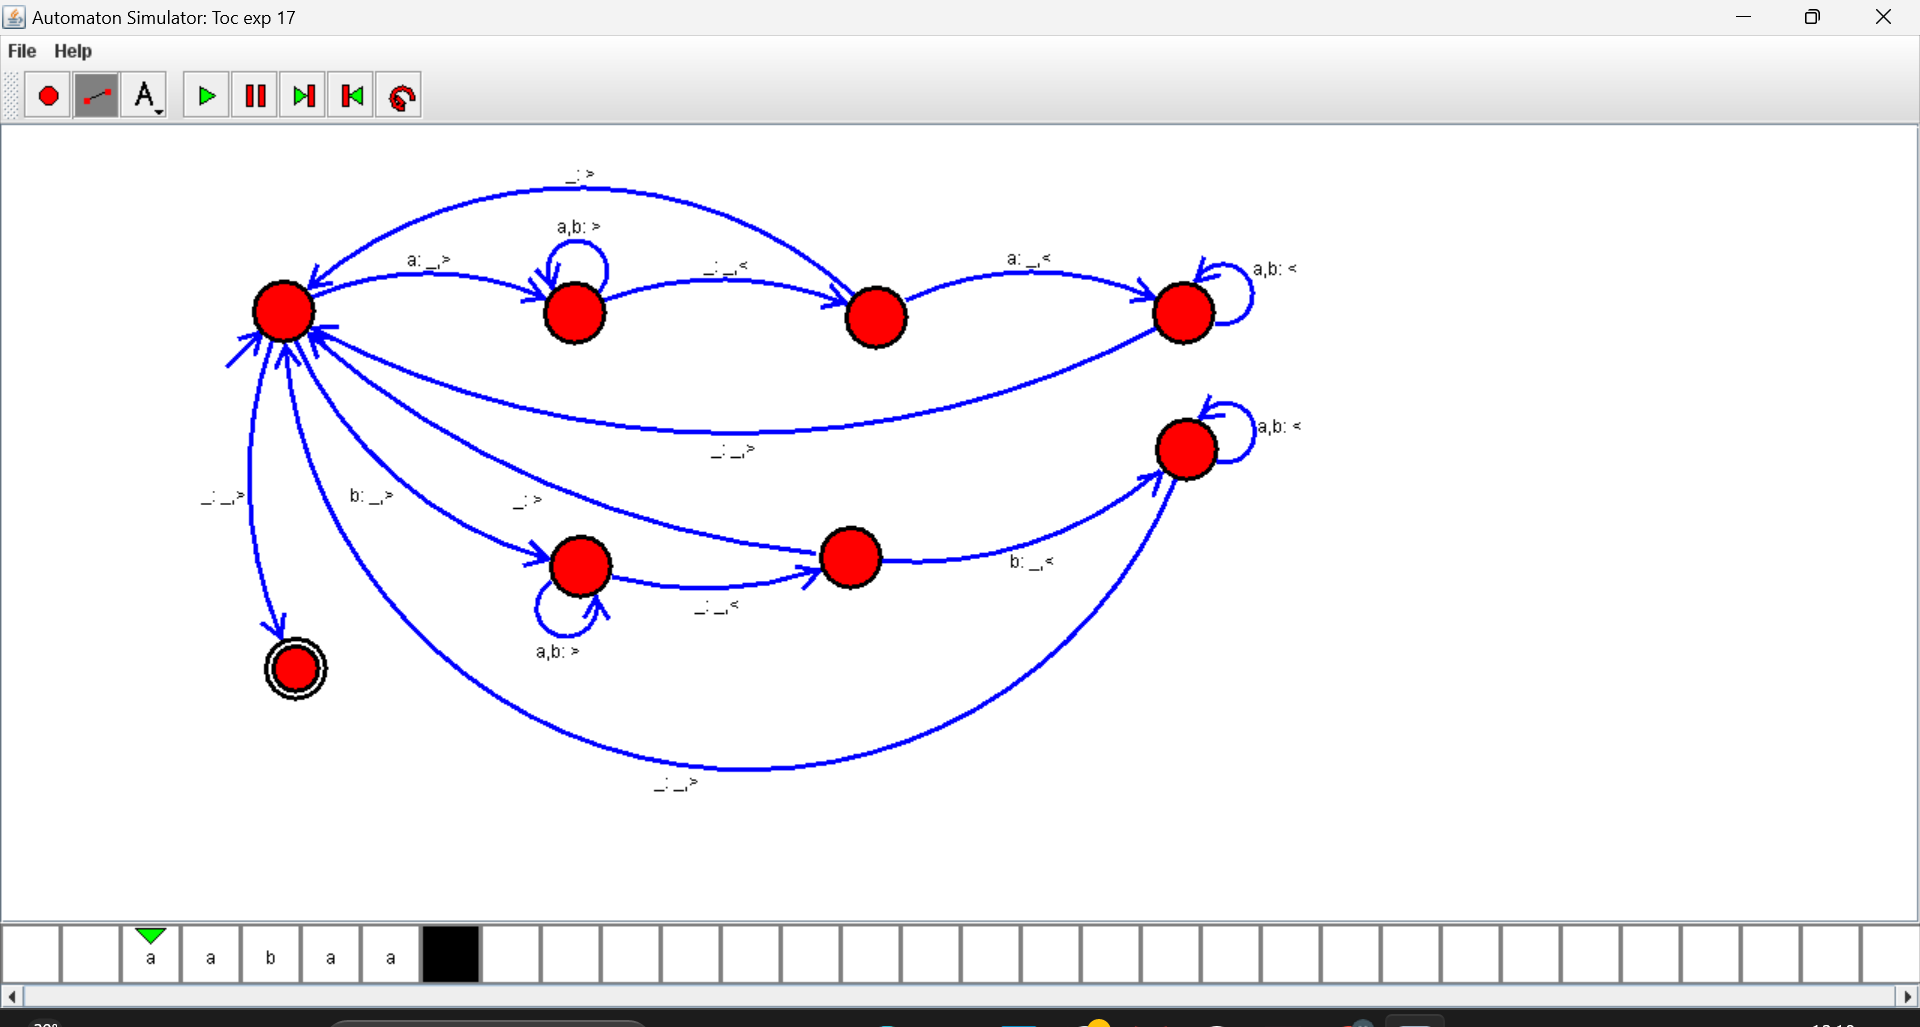 Automaton Simulator: Toc exp 17
File Help
A
_: >
a,b: >
a: _,>
_: _,<
a: _,<
a,b: <
_: _,>
a,b: <
_: _,>
b: _,>
_: >
b: _,<
_: _,<
a,b: >
_: _,>
a a b a a